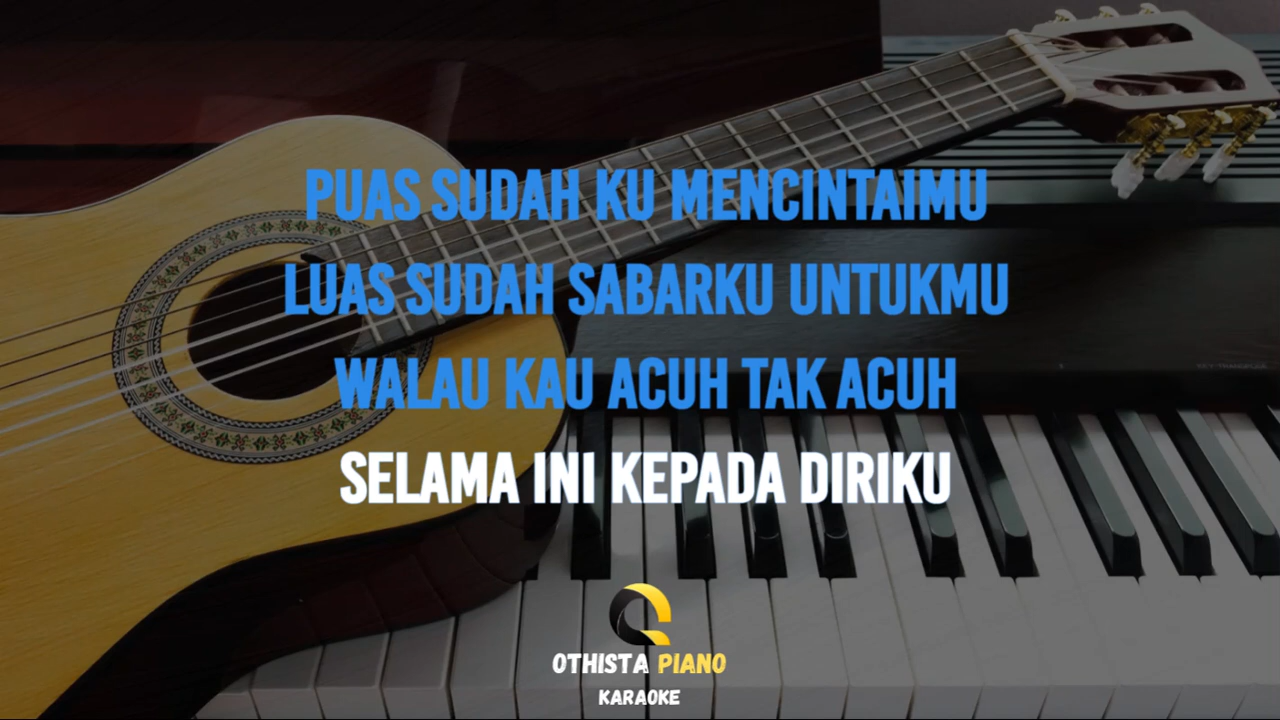 PUAS SUDAH KU MENCINTAIMU
LUAS SUDAH SABARKU UNTUKMU
WALAU KAU ACUH TAK ACUH
SELAMA INI KEPADA DIRIKU
OTHISTA PIANO
KARAOKE